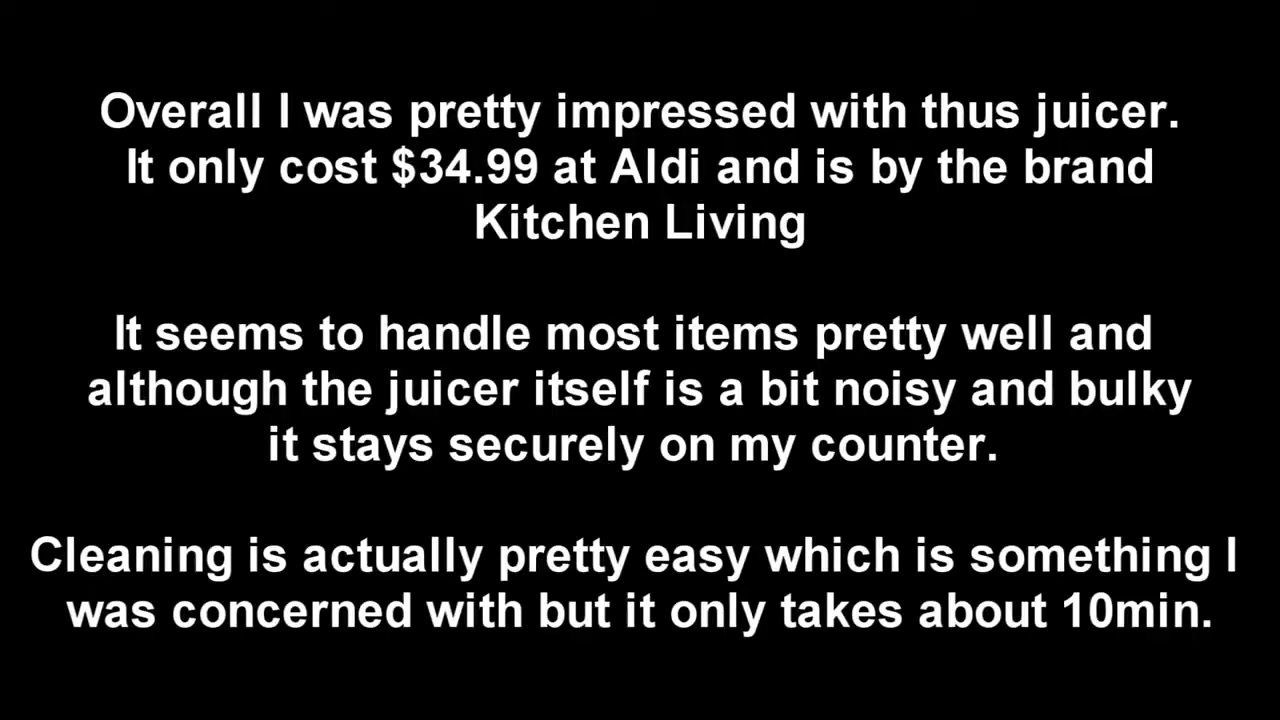 Overall I was pretty impressed with thus juicer.
It only cost $34.99 at Aldi and is by the brand
Kitchen Living
It seems to handle most items pretty well and
although the juicer itself is a bit noisy and bulky
it stays securely on my counter.
Cleaning is actually pretty easy which is something I
was concerned with but it only takes about 10min.